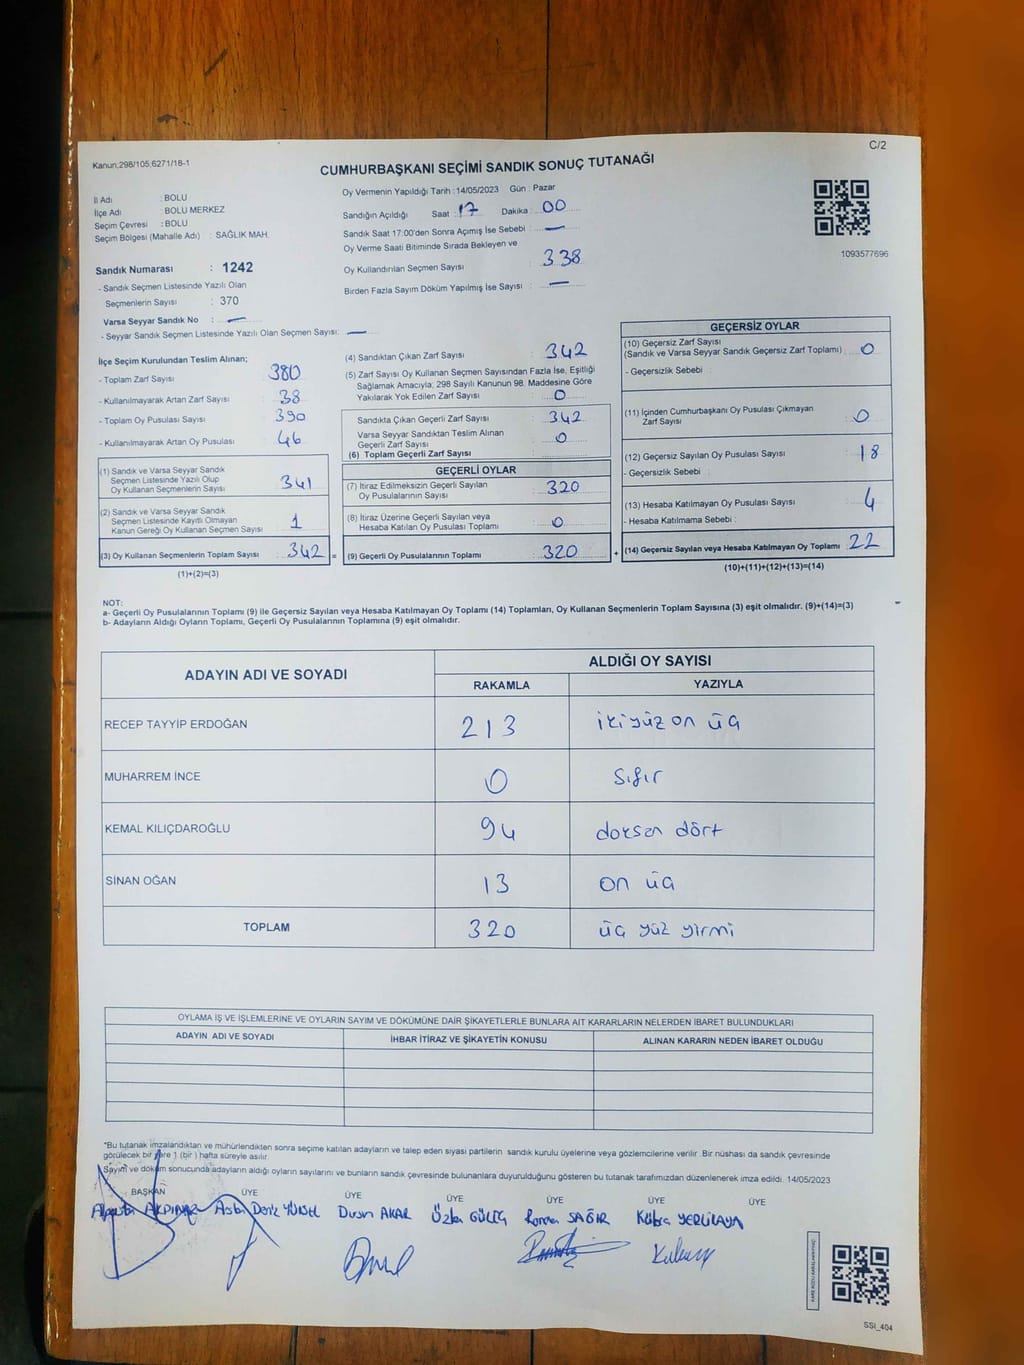 Kanun;298/105;6271/18-1
C/2
CUMHURBAŞKANI SEÇİMİ SANDIK SONUÇ TUTANAĞI
İl Adı : BOLU
İlçe Adı : BOLU MERKEZ
Seçim Çevresi : BOLU
Seçim Bölgesi (Mahalle Adı) : SAĞLIK MAH.
Sandık Numarası : 1242
- Sandık Seçmen Listesinde Yazılı Olan
Seçmenlerin Sayısı : 370
Varsa Seyyar Sandık No : —
- Seyyar Sandık Seçmen Listesinde Yazılı Olan Seçmen Sayısı: —
Oy Vermenin Yapıldığı Tarih : 14/05/2023 Gün : Pazar
Sandığın Açıldığı Saat : 17 Dakika : 00
Sandık Saat 17:00'den Sonra Açımış İse Sebebi : —
Oy Verme Saati Bitiminde Sırada Bekleyen ve
Oy Kullandırılan Seçmen Sayısı : 338
Birden Fazla Sayım Döküm Yapılmış İse Sayısı : —
1093577696
İlçe Seçim Kurulundan Teslim Alınan;
- Toplam Zarf Sayısı : 380
- Kullanılmayarak Artan Zarf Sayısı : 38
- Toplam Oy Pusulası : 390
- Kullanılmayarak Artan Oy Pusulası : 46
(1) Sandık ve Varsa Seyyar Sandık
Seçmen Listesinde Yazılı Olup
Oy Kullanan Seçmenlerin Sayısı : 341
(2) Sandık ve Varsa Seyyar Sandık
Seçmen Listesinde Kayıtlı Olmayan
Kanun Gereği Oy Kullanan Seçmen Sayısı : 1
(3) Oy Kullanan Seçmenlerin Toplam Sayısı : 342 =
(1)+(2)=(3)
(4) Sandıktan Çıkan Zarf Sayısı : 342
(5) Zarf Sayısı Oy Kullanan Seçmen Sayısından Fazla İse, Eşitliği
Sağlamak Amacıyla; 298 Sayılı Kanunun 98. Maddesine Göre
Yakılarak Yok Edilen Zarf Sayısı : 0
Sandıkta Çıkan Geçerli Zarf Sayısı : 342
Varsa Seyyar Sandıktan Teslim Alınan
Geçerli Zarf Sayısı : 0
(6) Toplam Geçerli Zarf Sayısı :
GEÇERLİ OYLAR
(7) İtiraz Edilmeksizin Geçerli Sayılan
Oy Pusulalarının Sayısı : 320
(8) İtiraz Üzerine Geçerli Sayılan veya
Hesaba Katılan Oy Pusulası Toplamı : 0
(9) Geçerli Oy Pusulalarının Toplamı : 320 +
GEÇERSİZ OYLAR
(10) Geçersiz Zarf Sayısı
(Sandık ve Varsa Seyyar Sandık Geçersiz Zarf Toplamı) : 0
- Geçersizlik Sebebi :
(11) İçinden Cumhurbaşkanı Oy Pusulası Çıkmayan
Zarf Sayısı : 0
(12) Geçersiz Sayılan Oy Pusulası Sayısı : 18
- Geçersizlik Sebebi :
(13) Hesaba Katılmayan Oy Pusulası Sayısı : 4
- Hesaba Katılmama Sebebi :
(14) Geçersiz Sayılan veya Hesaba Katılmayan Oy Toplamı : 22
(10)+(11)+(12)+(13)=(14)
NOT:
a- Geçerli Oy Pusulalarının Toplamı (9) ile Geçersiz Sayılan veya Hesaba Katılmayan Oy Toplamı (14) Toplamları, Oy Kullanan Seçmenlerin Toplam Sayısına (3) eşit olmalıdır. (9)+(14)=(3)
b- Adayların Aldığı Oyların Toplamı, Geçerli Oy Pusulalarının Toplamına (9) eşit olmalıdır.
ADAYIN ADI VE SOYADI ALDIĞI OY SAYISI
RAKAMLA YAZIYLA
RECEP TAYYİP ERDOĞAN 213 ikiyüz on üç
MUHARREM İNCE 0 sıfır
KEMAL KILIÇDAROĞLU 94 doksan dört
SİNAN OĞAN 13 on üç
TOPLAM 320 üç yüz yirmi
OYLAMA İŞ VE İŞLEMLERİNE VE OYLARIN SAYIM VE DÖKÜMÜNE DAİR ŞİKAYETLERLE BUNLARA AİT KARARLARIN NELERDEN İBARET BULUNDUKLARI
ADAYIN ADI VE SOYADI İHBAR İTİRAZ VE ŞİKAYETİN KONUSU ALINAN KARARIN NEDEN İBARET OLDUĞU
*Bu tutanak imzalandıktan ve mühürlendikten sonra seçime katılan adayların ve talep eden siyasi partilerin sandık kurulu üyelerine veya gözlemcilerine verilir. Bir nüshası da sandık çevresinde
görülecek bir yere 1 (bir) hafta süreyle asılır.
Sayım ve döküm sonucunda adayların aldığı oyların sayılarını ve bunların sandık çevresinde bulunanlara duyurulduğunu gösteren bu tutanak tarafımızdan düzenlenerek imza edildi. 14/05/2023
BAŞKAN ÜYE ÜYE ÜYE ÜYE ÜYE ÜYE
AKPINAR Aslı Deniz YÜKSEL Dursun AKAR Özlem GÜLEÇ SAĞIR Kübra YERLİKAYA
SSI_404